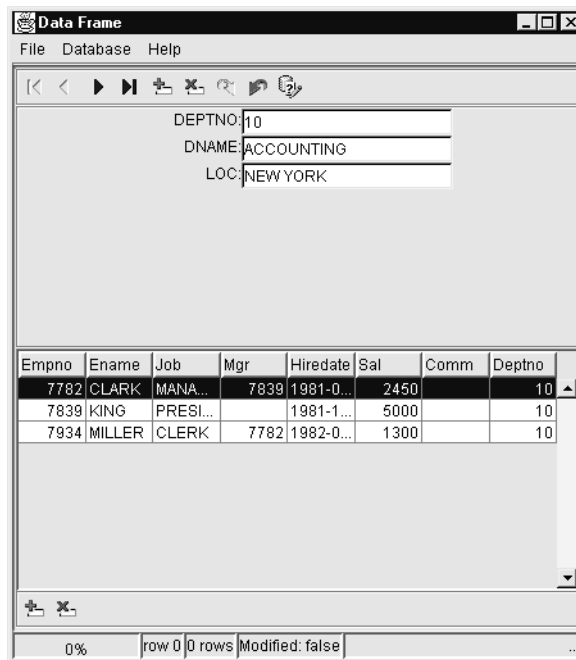 Data Frame
File Database Help
DEPTNO: 10
DNAME: ACCOUNTING
LOC: NEW YORK
Empno Ename Job Mgr Hiredate Sal Comm Deptno
7782 CLARK MANA... 7839 1981-0... 2450 10
7839 KING PRESI... 1981-1... 5000 10
7934 MILLER CLERK 7782 1982-0... 1300 10
0% row 0 0 rows Modified: false ..